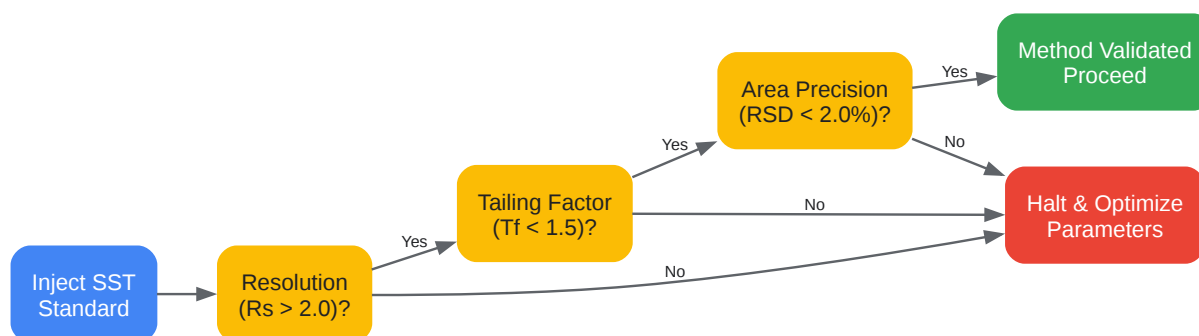 Inject SST
Standard
Resolution
(Rs > 2.0)?
Yes
No
Tailing Factor
(Tf < 1.5)?
Yes
No
Area Precision
(RSD < 2.0%)?
Yes
No
Method Validated
Proceed
Halt & Optimize
Parameters